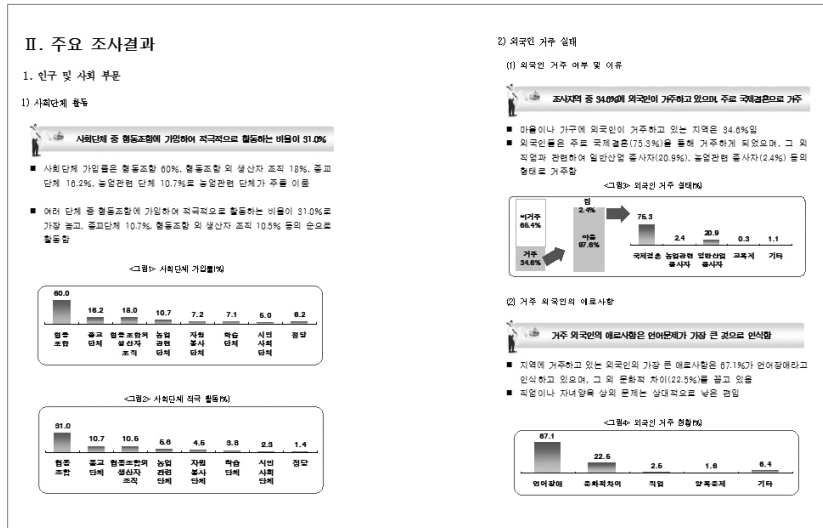 Ⅱ. 주요 조사결과
1. 인구 및 사회 부문
1) 사회단체 활동
사회단체 중 협동조합에 가입하여 적극적으로 활동하는 비율이 31.0%
■ 사회단체 가입률은 협동조합 60%, 협동조합 외 생산자 조직 18%, 종교
단체 16.2%, 농업관련 단체 10.7%로 농업관련 단체가 주를 이룸
■ 여러 단체 중 협동조합에 가입하여 적극적으로 활동하는 비율이 31.0%로
가장 높고, 종교단체 10.7%, 협동조합 외 생산자 조직 10.5% 등의 순으로
활동함
<그림1> 사회단체 가입률(%)
60.0 16.2 18.0 10.7 7.2 7.1 5.0 6.2
협동 종교 협동조합외 농업 자원 학습 시민 정당
조합 단체 생산자 관련 봉사 단체 사회
조직 단체 단체 단체
<그림2> 사회단체 적극 활동(%)
31.0 10.7 10.5 5.6 4.5 3.8 2.3 1.4
협동 종교 협동조합외 농업 자원 학습 시민 정당
조합 단체 생산자 관련 봉사 단체 사회
조직 단체 단체 단체
2) 외국인 거주 실태
(1) 외국인 거주 여부 및 이유
조사지역 중 34.6%에 외국인이 거주하고 있으며, 주로 국제결혼으로 거주
■ 마을이나 가구에 외국인이 거주하고 있는 지역은 34.6%임
■ 외국인들은 주로 국제결혼(75.3%)을 통해 거주하게 되었으며, 그 외
직업과 관련하여 일반산업 종사자(20.9%), 농업관련 종사자(2.4%) 등의
형태로 거주함
<그림3> 외국인 거주 실태(%)
비거주
65.4%
거주
34.6%
집
2.4%
마을
97.6%
75.3 2.4 20.9 0.3 1.1
국제결혼 농업관련 일반산업 교육계 기타
종사자 종사자
(2) 거주 외국인의 애로사항
거주 외국인의 애로사항은 언어문제가 가장 큰 것으로 인식함
■ 지역에 거주하고 있는 외국인의 가장 큰 애로사항은 67.1%가 언어장애라고
인식하고 있으며, 그 외 문화적 차이(22.5%)를 꼽고 있음
■ 직업이나 자녀양육 상의 문제는 상대적으로 낮은 편임
<그림4> 외국인 거주 현황(%)
67.1 22.5 2.5 1.6 6.4
언어장애 문화적차이 직업 양육문제 기타